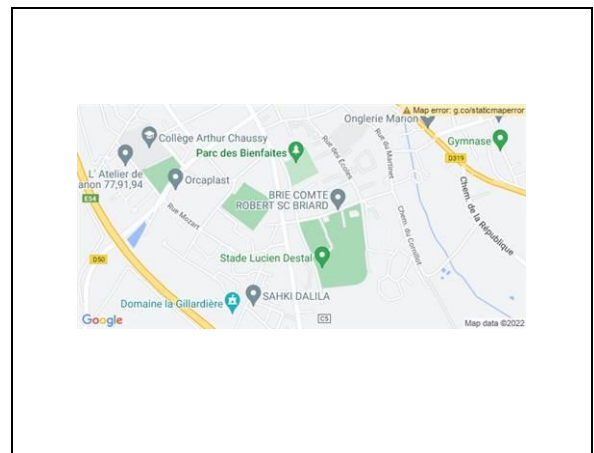 Map error: g.co/staticmaperror
Onglerie Marion
Collège Arthur Chaussy
Gymnase
Parc des Bienfaites
Rue des Écoles
Rue du Martinet
D319
L' Atelier de
anon 77,91,94
Orcaplast
BRIE COMTE
ROBERT SC BRIARD
E54
Rue Mozart
Chem. de la République
Chem. du Cornillot
D50
Stade Lucien Destal
SAHKI DALILA
Domaine la Gillardière
C5
Google
Map data ©2022